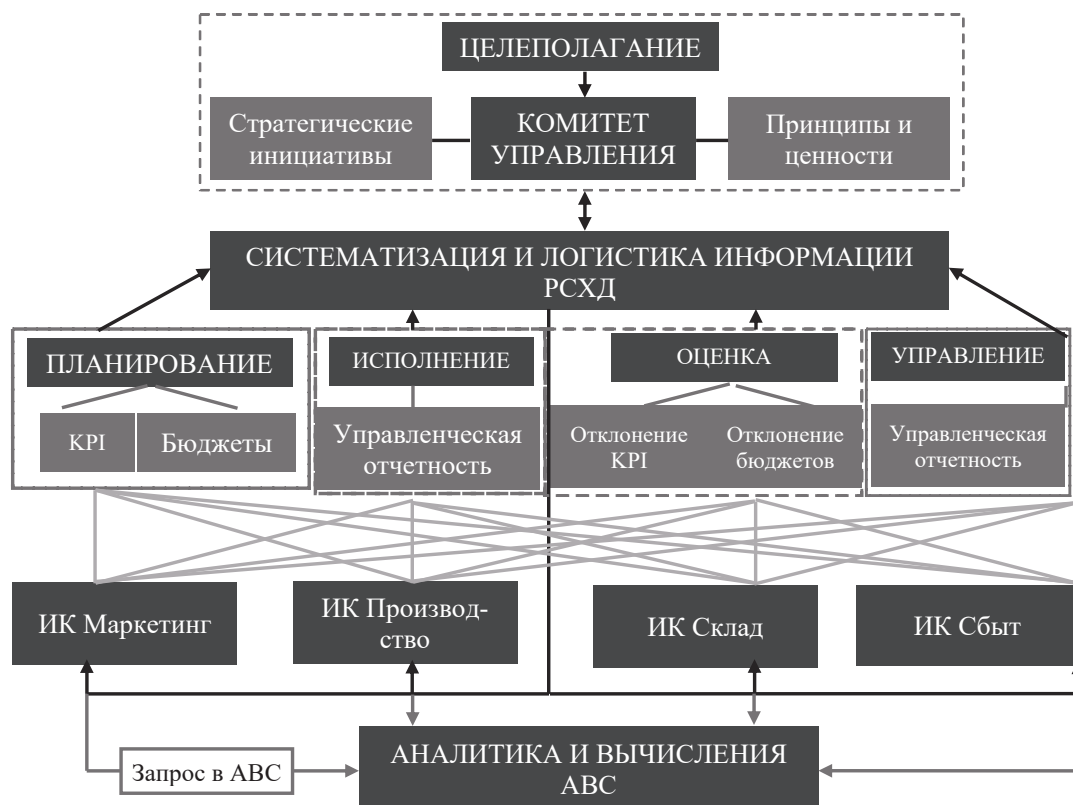 ЦЕЛЕПОЛАГАНИЕ
Стратегические
инициативы
КОМИТЕТ
УПРАВЛЕНИЯ
Принципы и
ценности
СИСТЕМАТИЗАЦИЯ И ЛОГИСТИКА ИНФОРМАЦИИ
РСХД
ПЛАНИРОВАНИЕ
KPI
Бюджеты
ИСПОЛНЕНИЕ
Управленческая
отчетность
ОЦЕНКА
Отклонение
KPI
Отклонение
бюджетов
УПРАВЛЕНИЕ
Управленческая
отчетность
ИК Маркетинг
ИК Производ-
ство
ИК Склад
ИК Сбыт
Запрос в АВС
АНАЛИТИКА И ВЫЧИСЛЕНИЯ
АВС